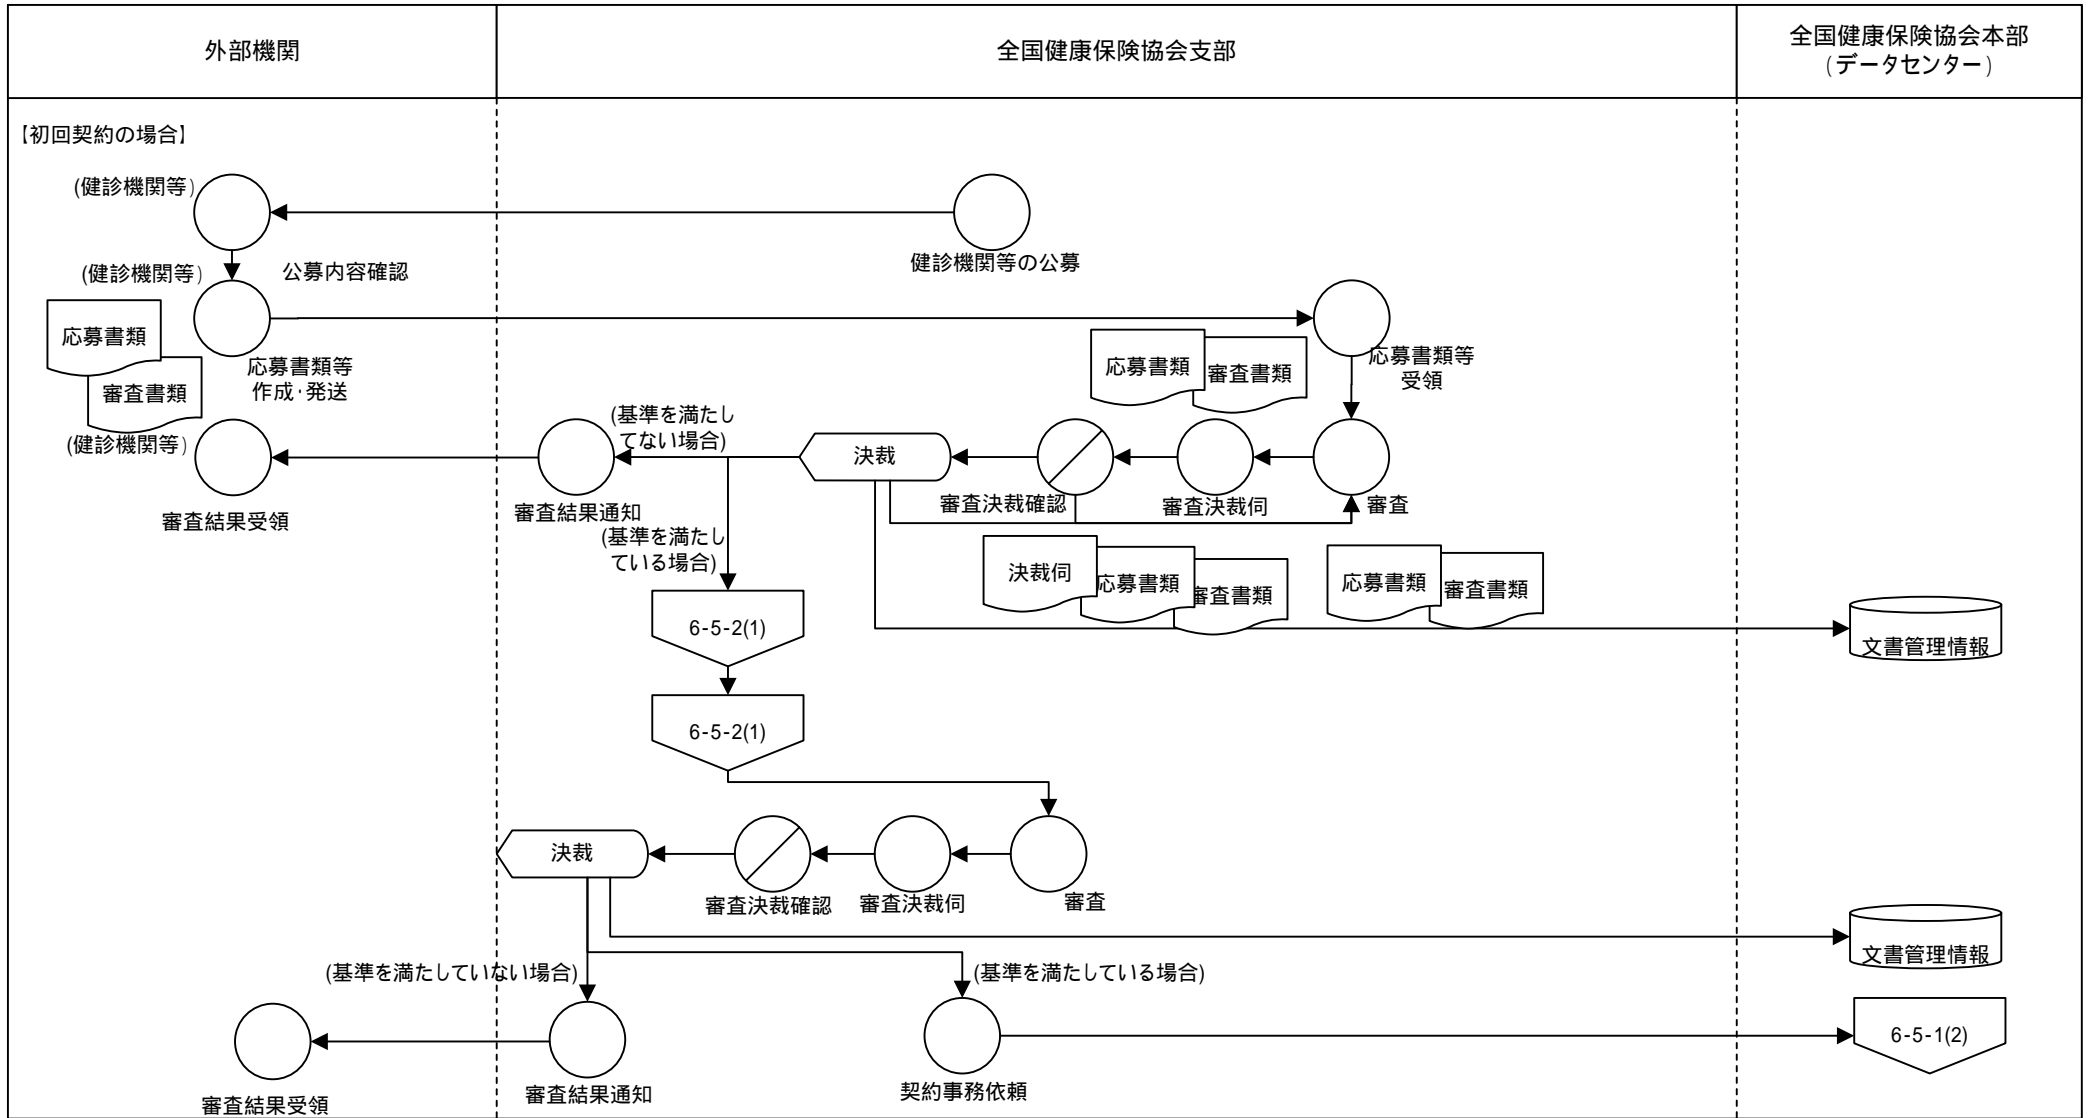 外部機関
全国健康保険協会支部
全国健康保険協会本部
(データセンター)
【初回契約の場合】
(健診機関等)
健診機関等の公募
(健診機関等)
公募内容確認
応募書類
審査書類
応募書類等
作成・発送
応募書類
審査書類
応募書類等
受領
(健診機関等)
審査結果受領
(基準を満たし
てない場合)
審査結果通知
決裁
審査決裁確認
審査決裁伺
審査
(基準を満たし
ている場合)
決裁伺
応募書類
審査書類
応募書類
審査書類
6-5-2(1)
文書管理情報
6-5-2(1)
決裁
審査決裁確認
審査決裁伺
審査
文書管理情報
(基準を満たしていない場合)
(基準を満たしている場合)
審査結果受領
審査結果通知
契約事務依頼
6-5-1(2)